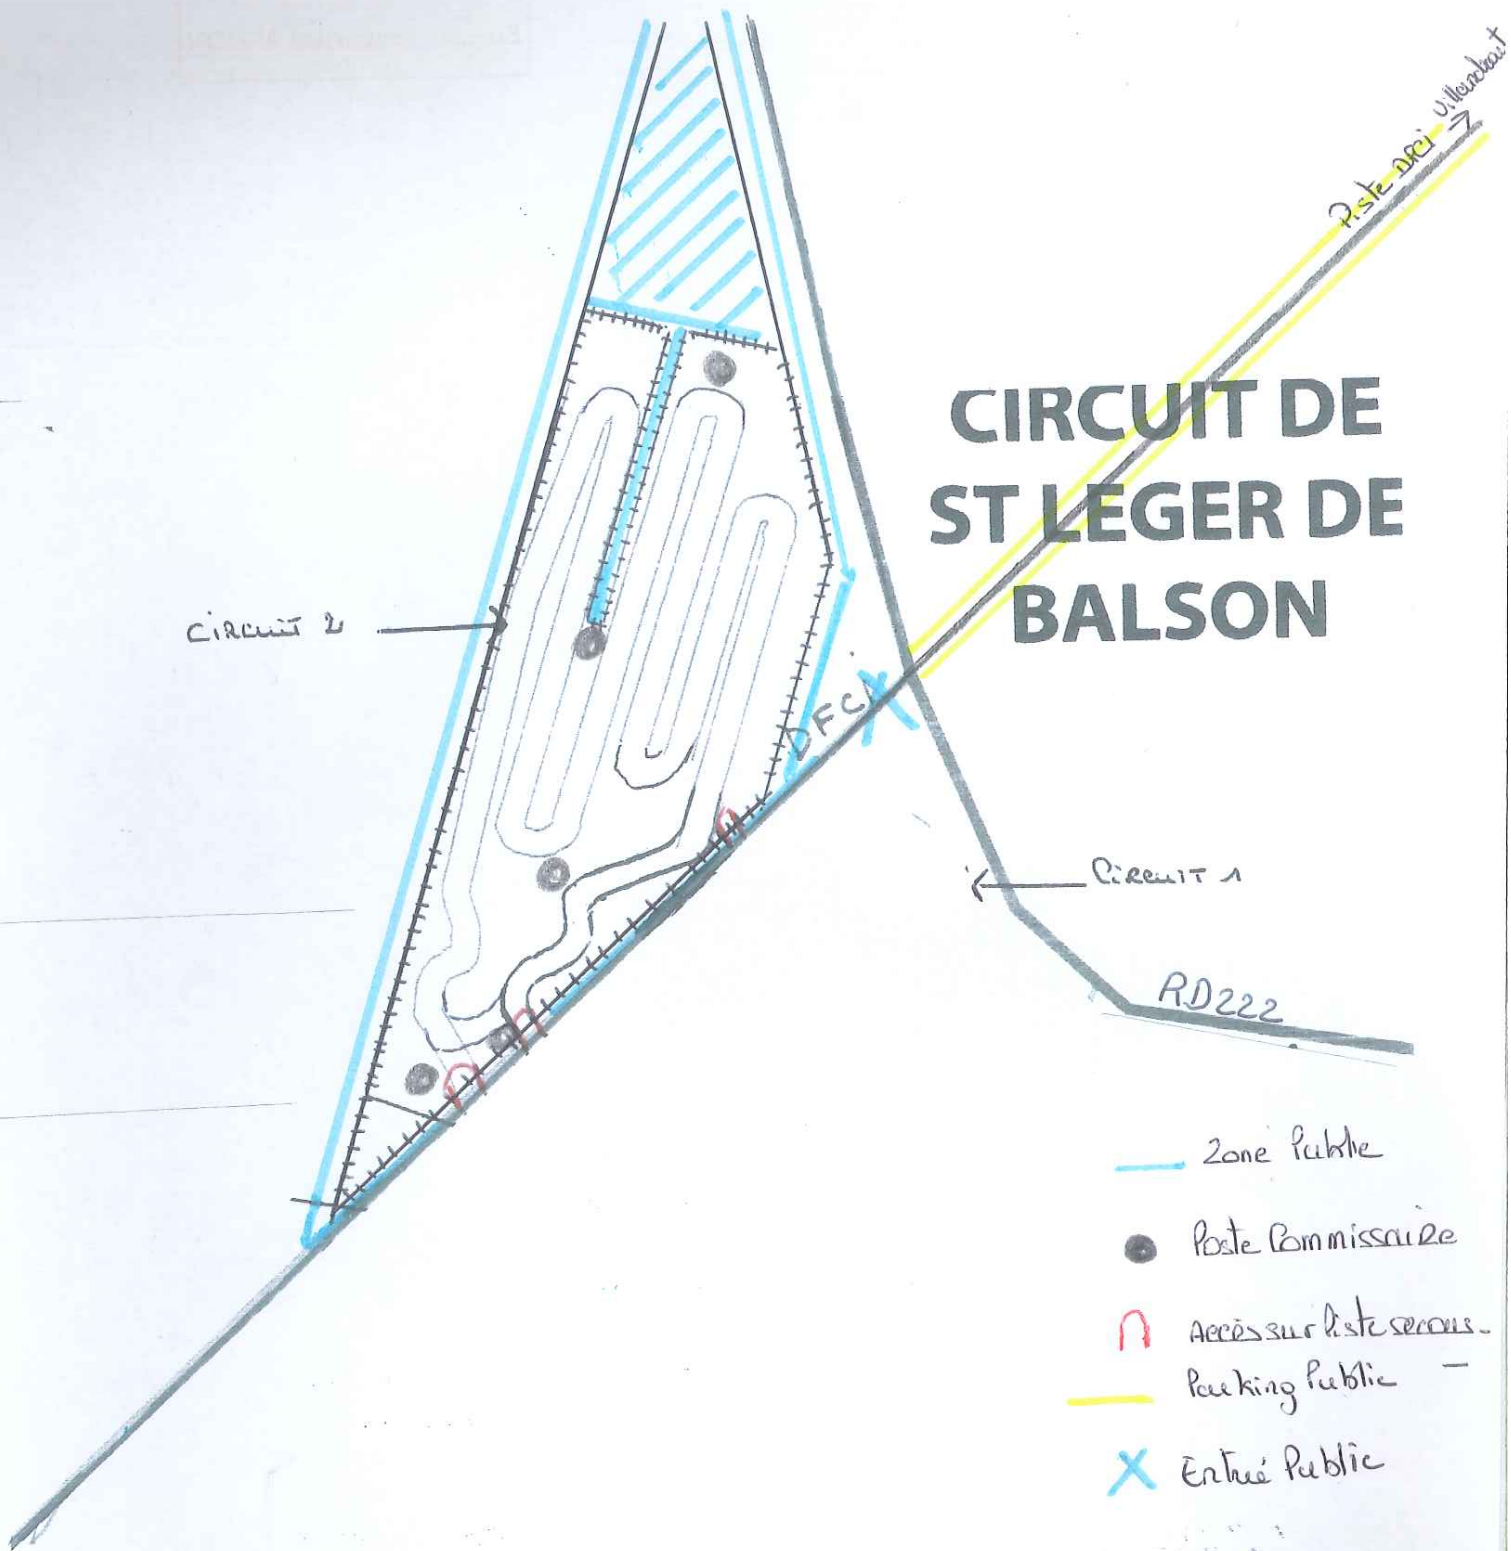 Villandraut
Piste DFCI
CIRCUIT DE
ST LEGER DE
BALSON
CIRCUIT 2
DFCI
CIRCUIT 1
RD222
Zone Public
Poste Commissaire
Accès sur Piste secours.
Parking Public
Entrée Public